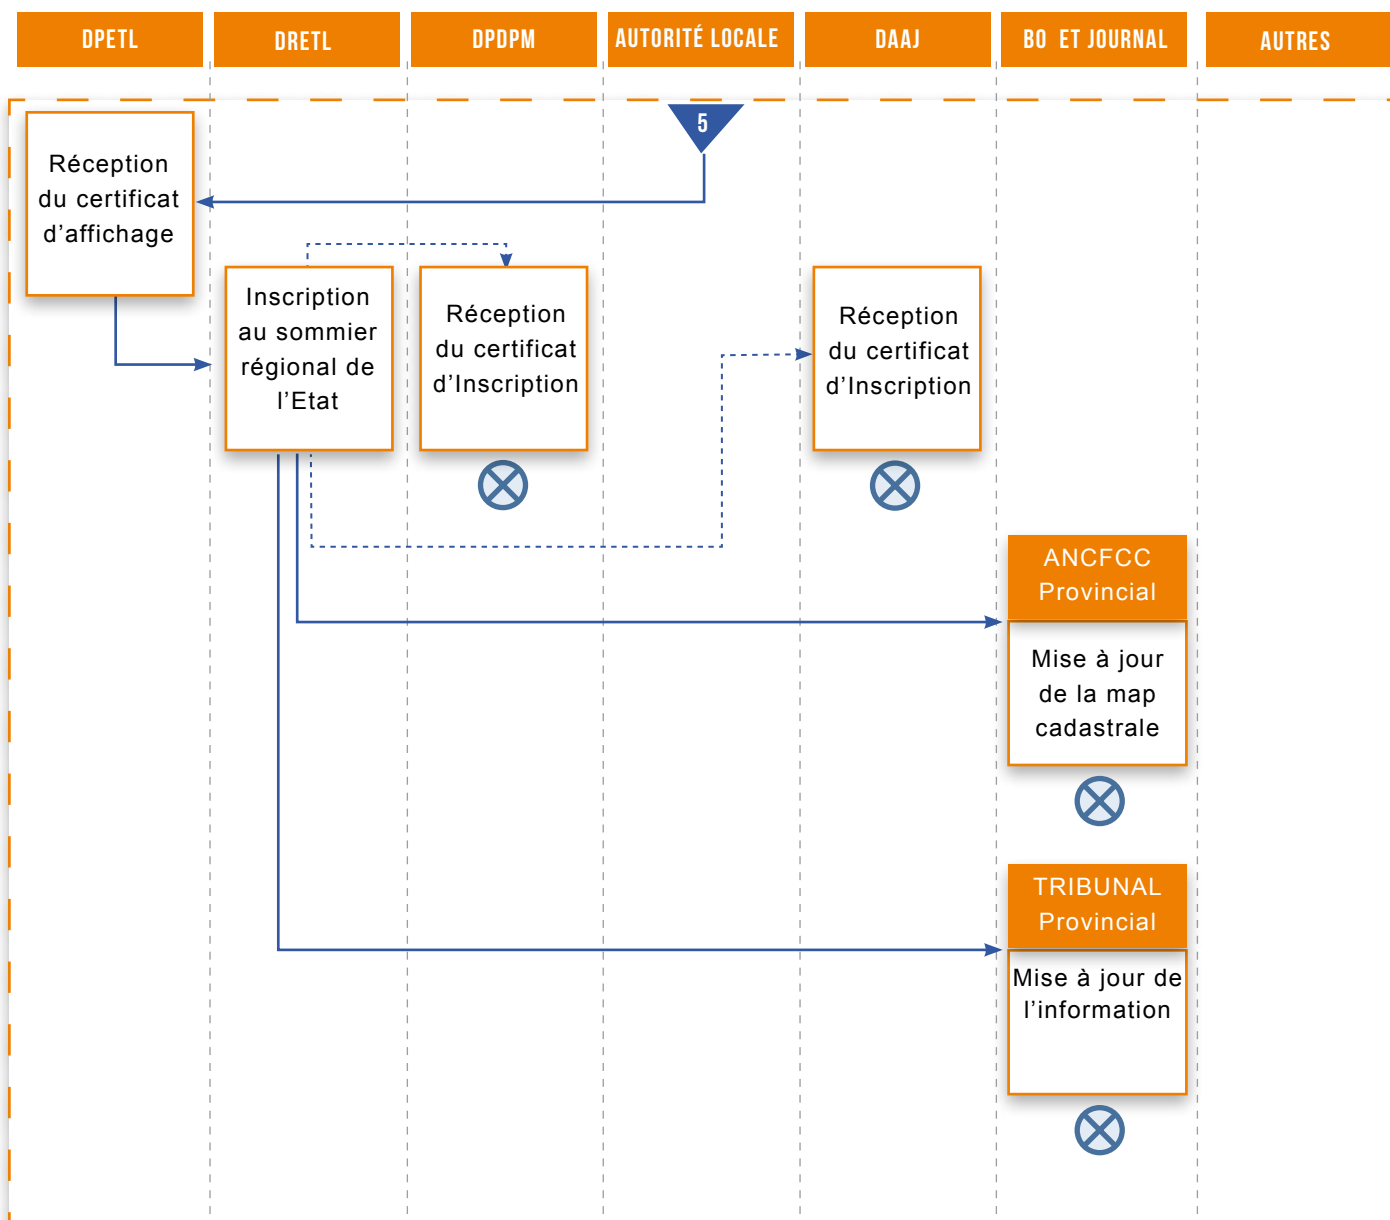 DPETL
DRETL
DPDPM
AUTORITÉ LOCALE
DAAJ
BO ET JOURNAL
AUTRES
5
Réception
du certificat
d’affichage
Inscription
au sommier
régional de
l’Etat
Réception
du certificat
d’Inscription
Réception
du certificat
d’Inscription
ANCFCC
Provincial
Mise à jour
de la map
cadastrale
TRIBUNAL
Provincial
Mise à jour de
l’information